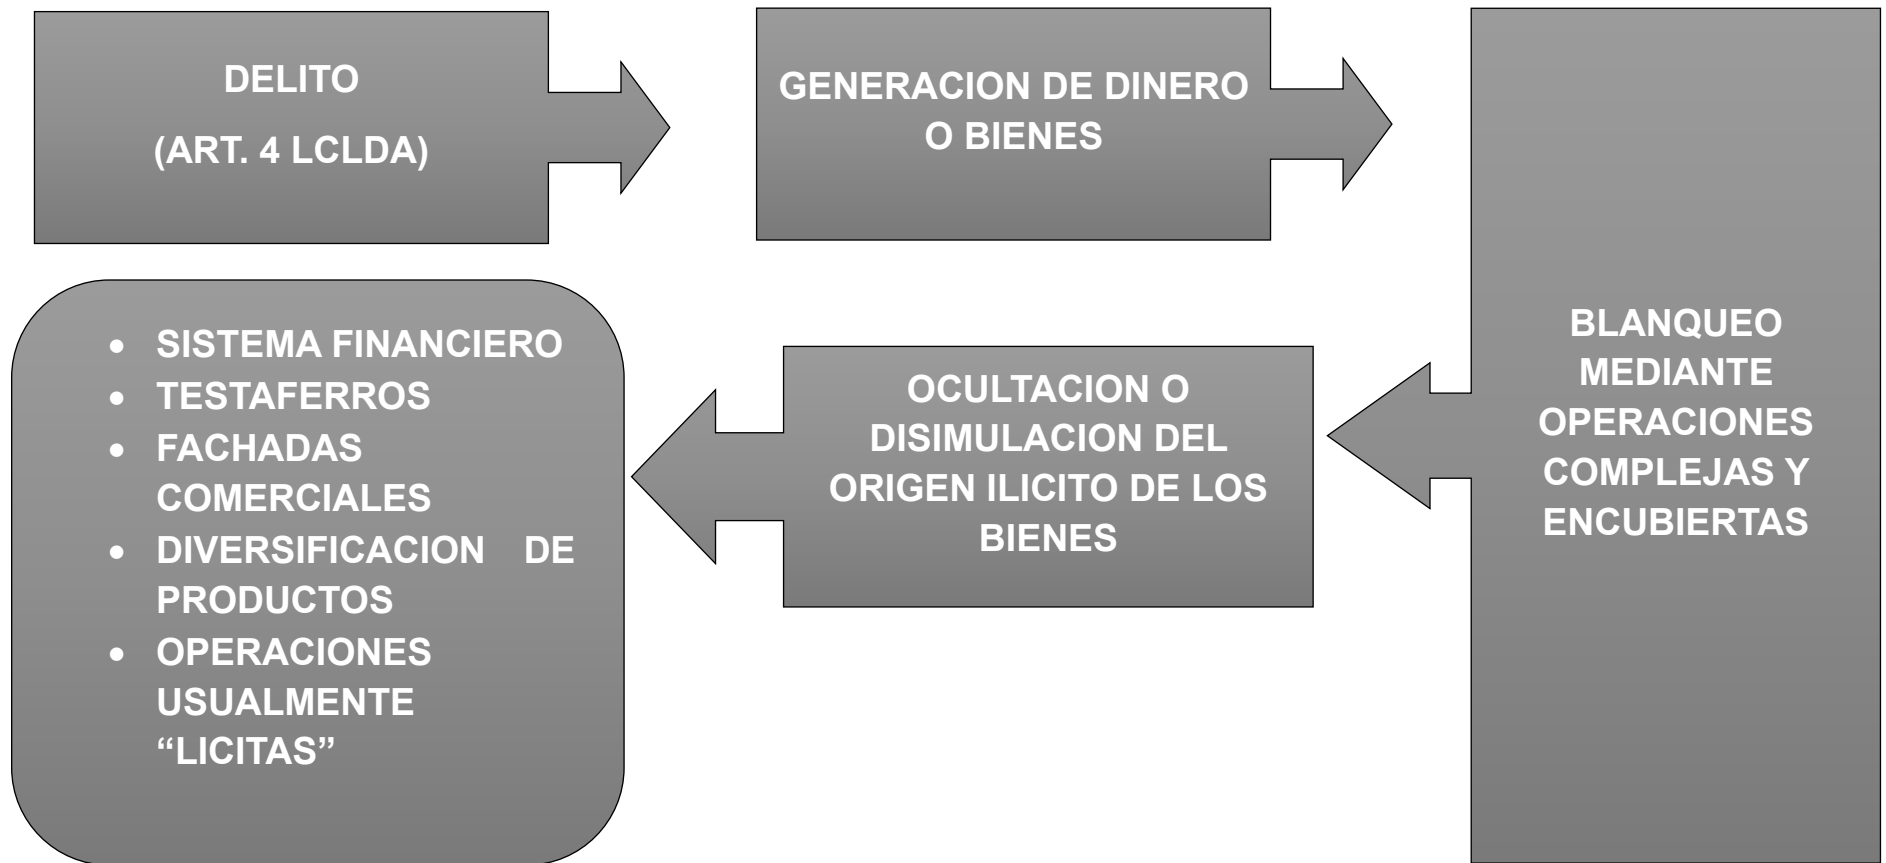 DELITO
(ART. 4 LCLDA)
GENERACION DE DINERO
O BIENES
BLANQUEO
MEDIANTE
OPERACIONES
COMPLEJAS Y
ENCUBIERTAS
OCULTACION O
DISIMULACION DEL
ORIGEN ILICITO DE LOS
BIENES
• SISTEMA FINANCIERO
• TESTAFERROS
• FACHADAS
COMERCIALES
• DIVERSIFICACION DE
PRODUCTOS
• OPERACIONES
USUALMENTE
“LICITAS”